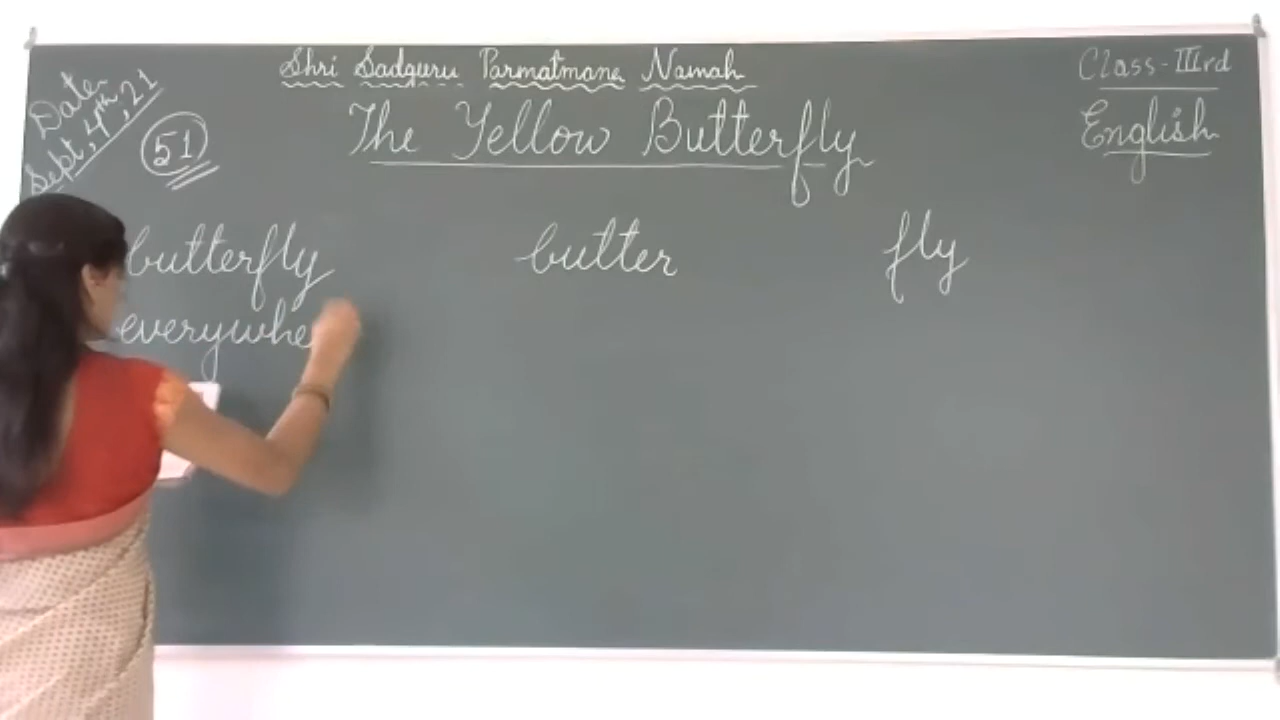 Shri Sadguru Parmatmane Namah
Class-IIIrd
Date
Sept, 4th, 21
51
The Yellow Butterfly
English
butterfly butter fly
everywhe